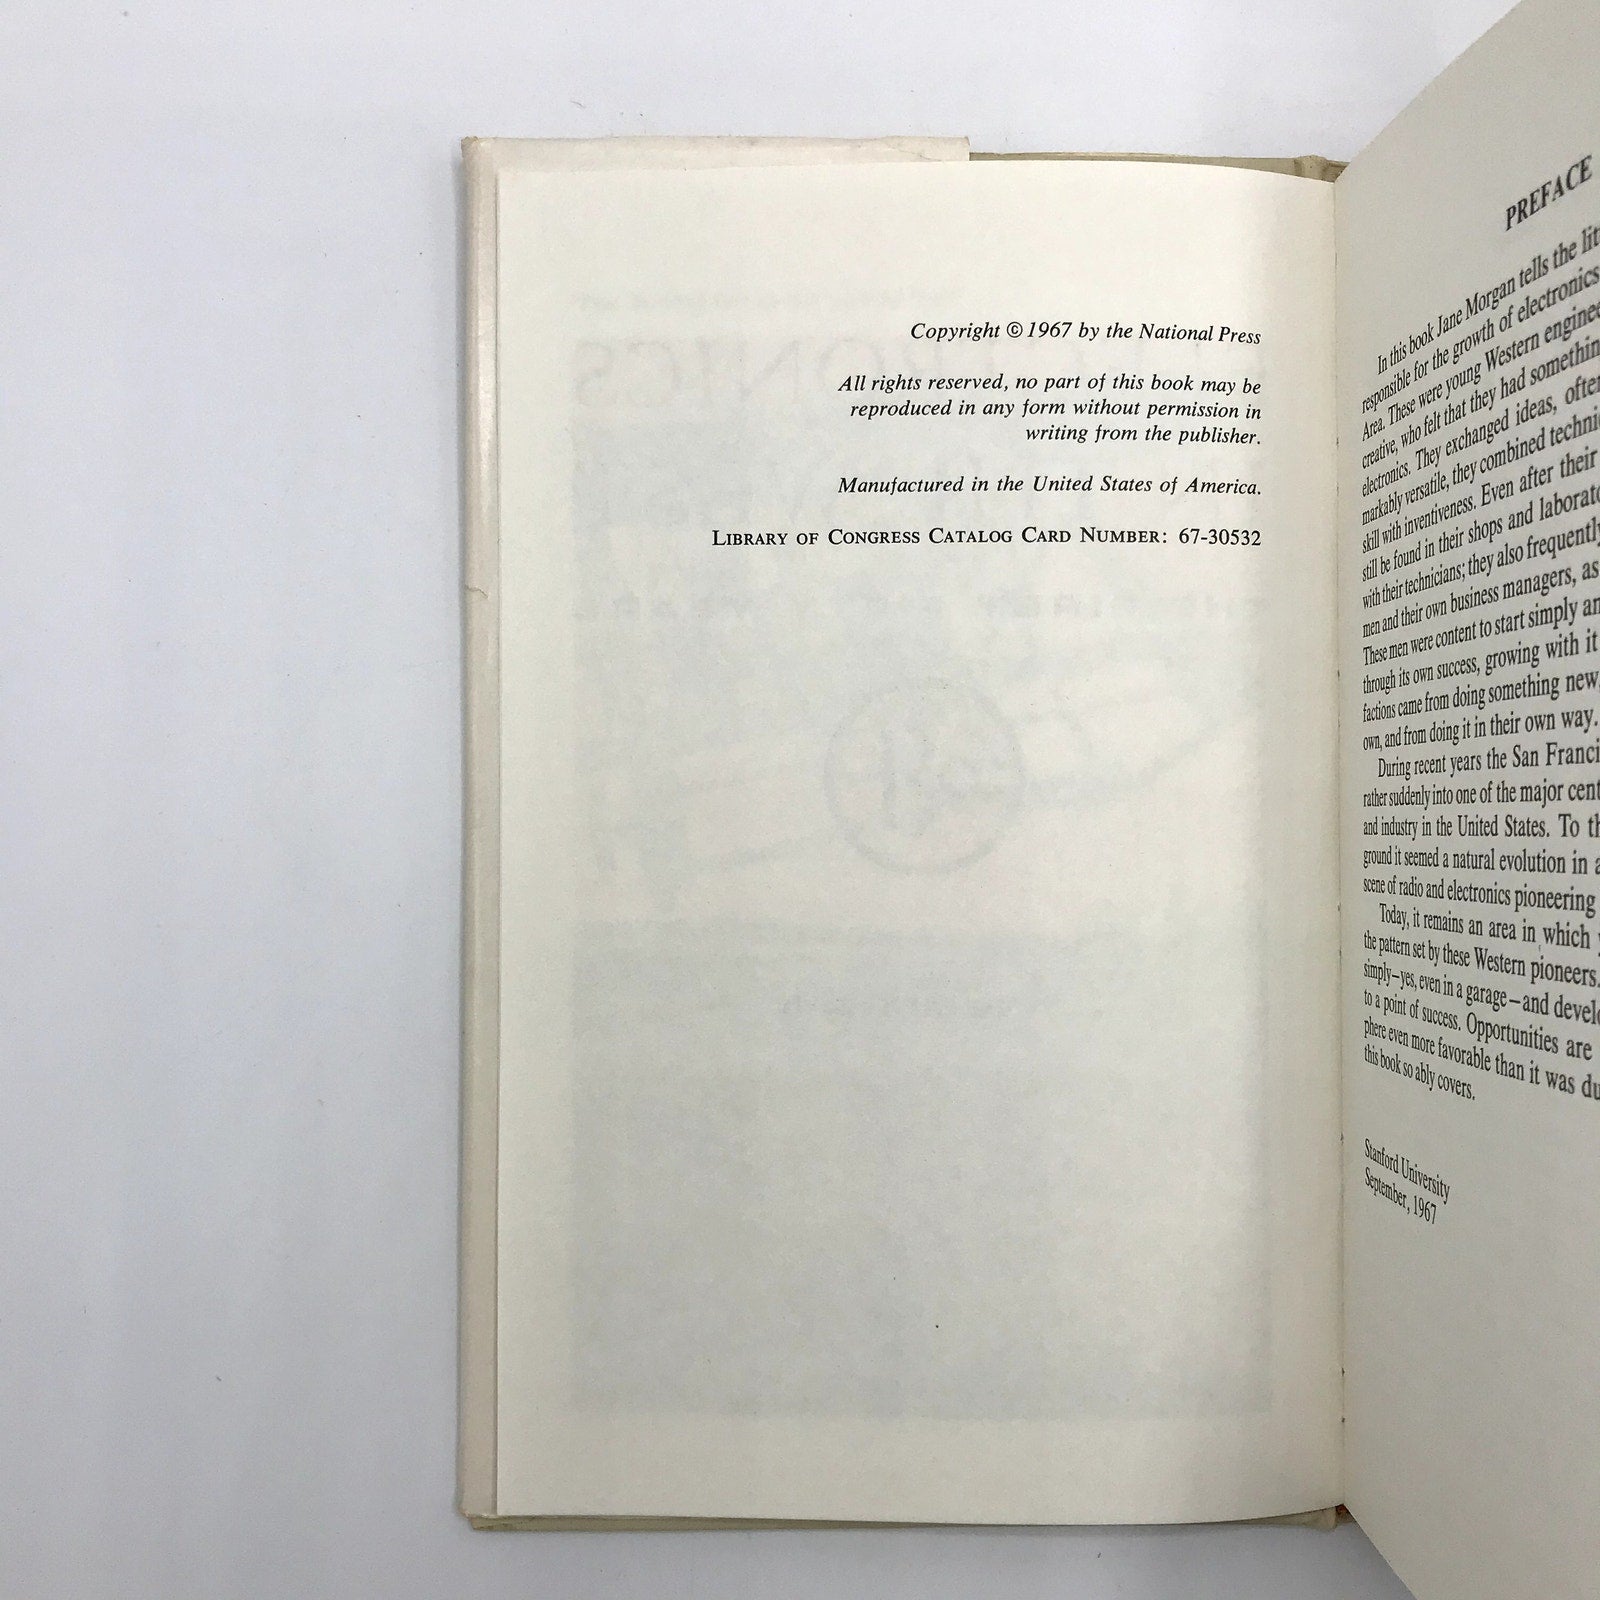 Copyright © 1967 by the National Press
All rights reserved, no part of this book may be
reproduced in any form without permission in
writing from the publisher.
Manufactured in the United States of America.
LIBRARY OF CONGRESS CATALOG CARD NUMBER: 67-30532
PREFACE
In this book Jane Morgan tells the
responsible for the growth of electronics
Area. These were young Western
creative, who felt that they had
electronics. They exchanged ideas,
markably versatile, they combined
skill with inventiveness. Even after their
still be found in their shops and
with their technicians; they also frequently
men and their own business managers, as
These men were content to start simply
through its own success, growing with it
factions came from doing something new,
own, and from doing it in their own way.
During recent years the San
rather suddenly into one of the major
and industry in the United States. To
ground it seemed a natural evolution in
scene of radio and electronics pioneering
Today, it remains an area in which
the pattern set by these Western pioneers.
simply—yes, even in a garage—and
to a point of success. Opportunities are
phere even more favorable than it was
this book so ably covers.
Stanford University
September, 1967